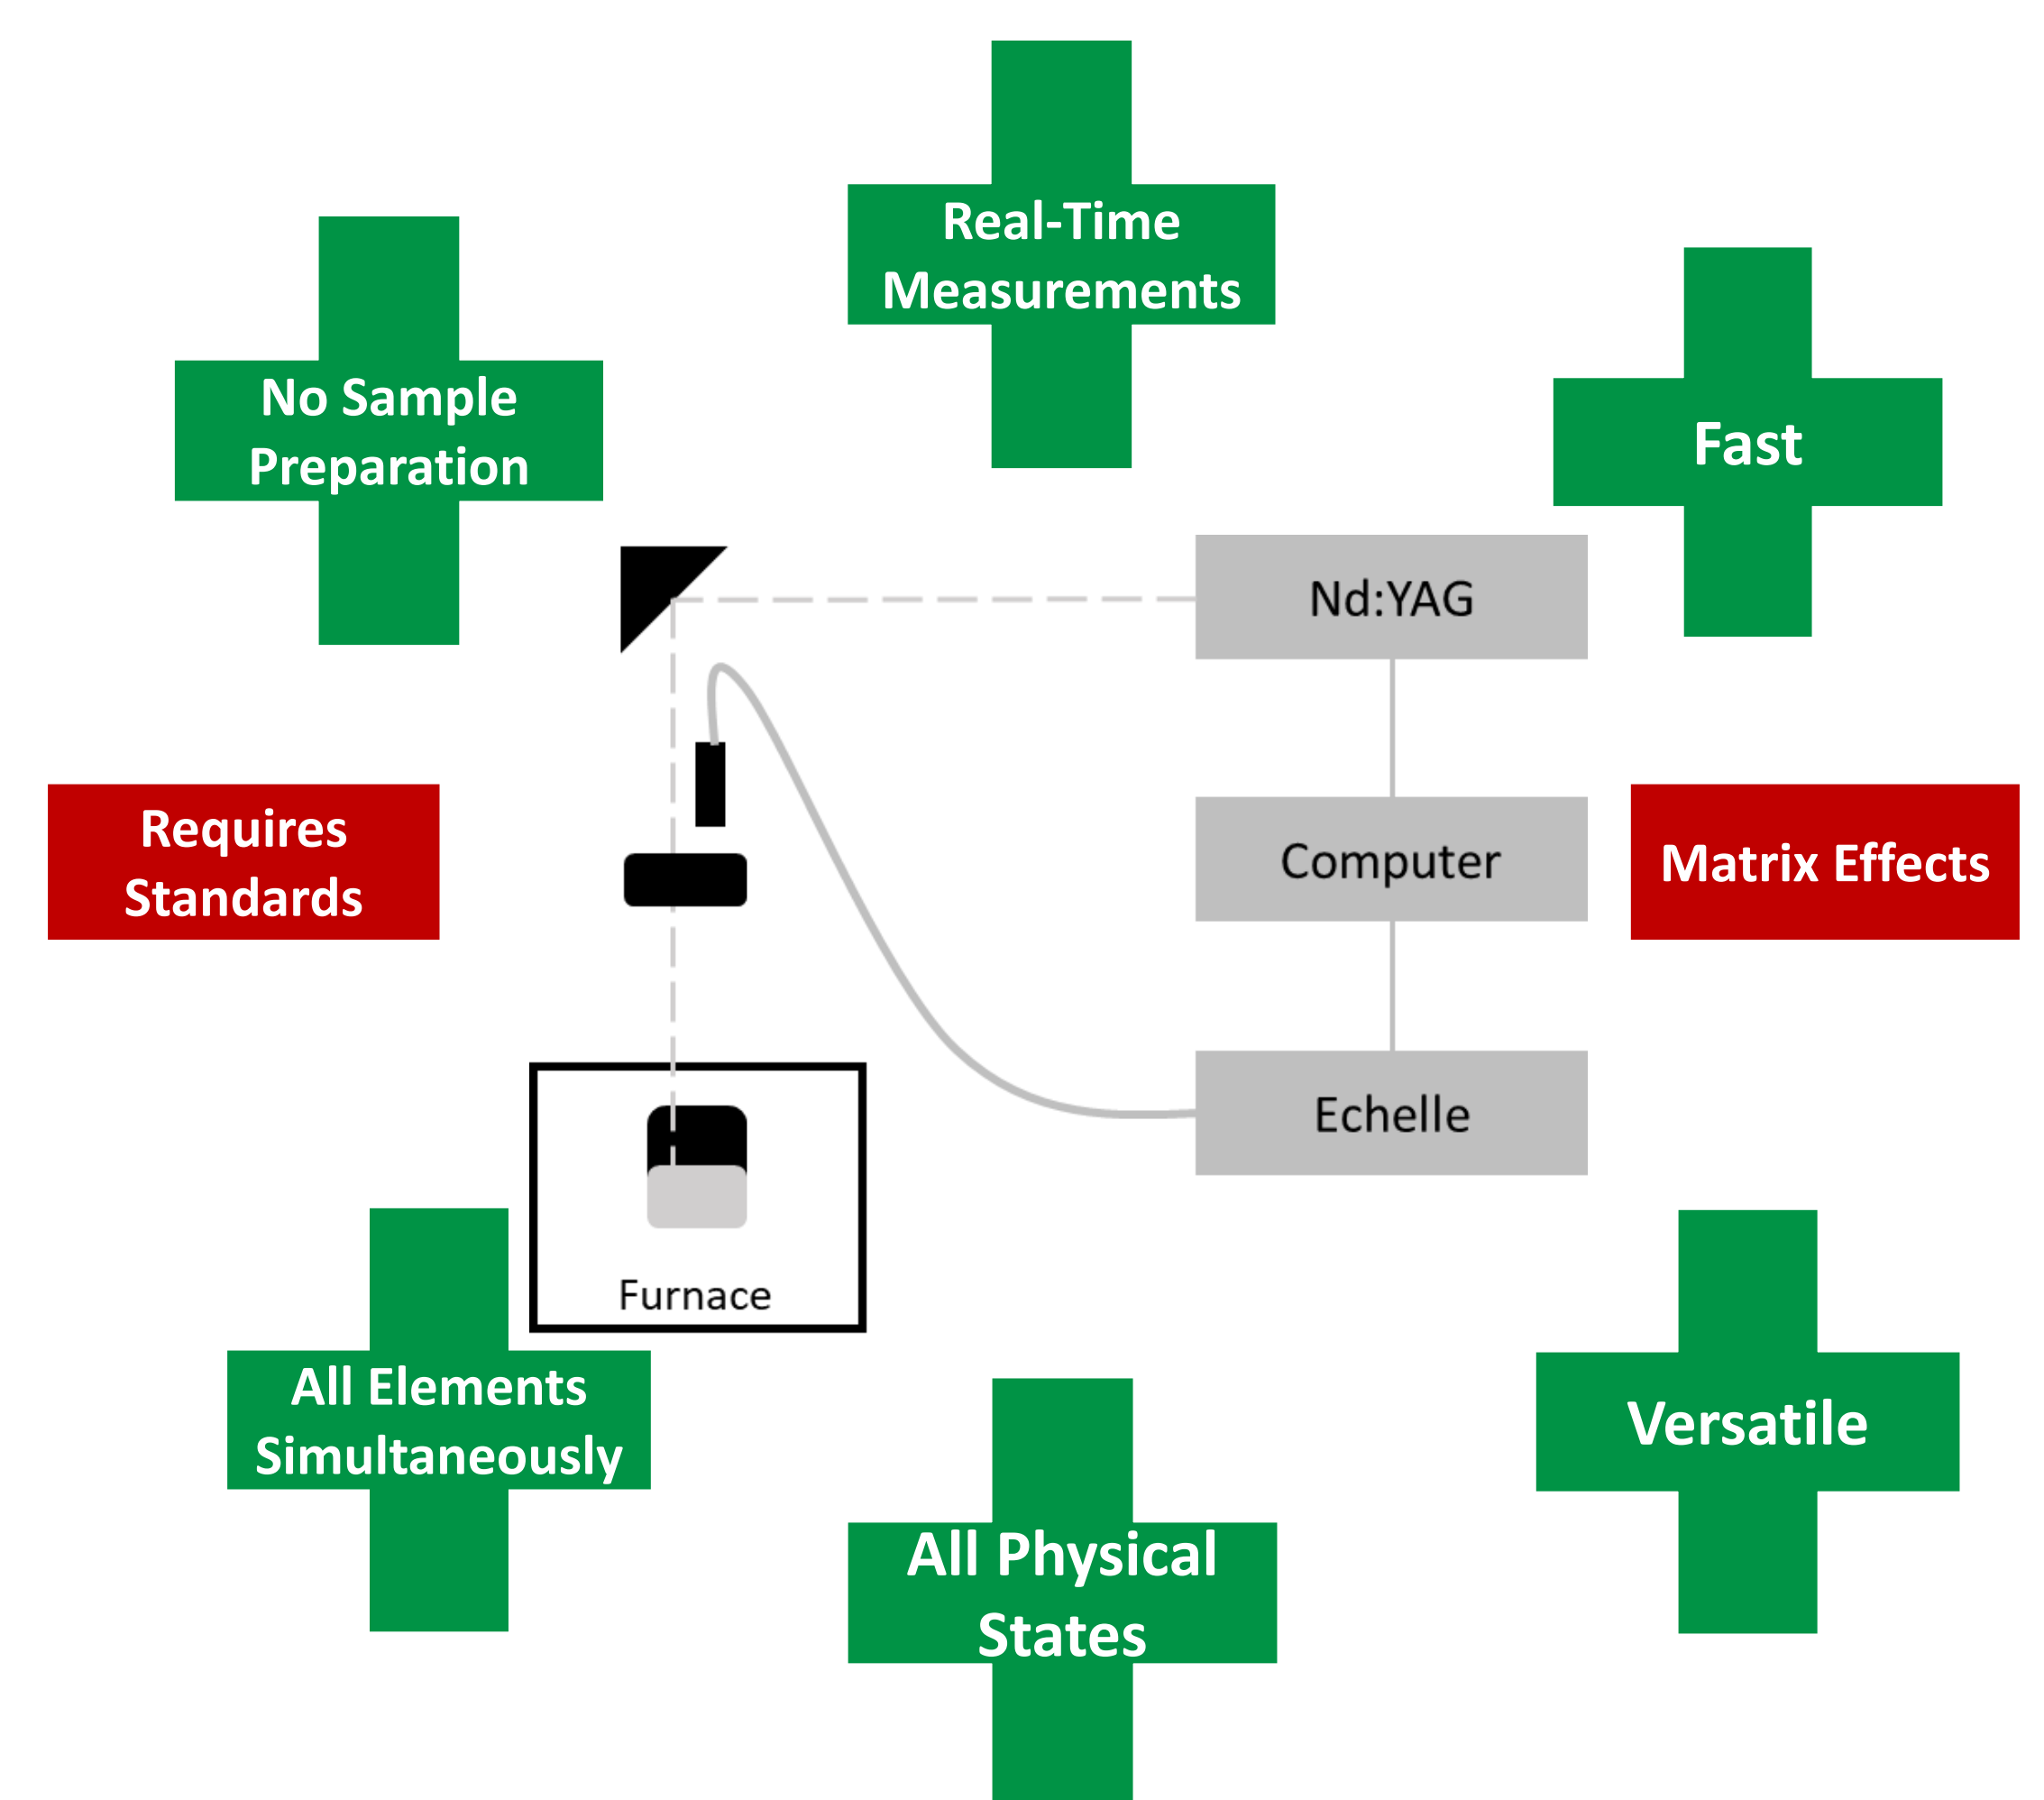 Real-Time
Measurements
No Sample
Preparation
Fast
Nd:YAG
Requires
Standards
Computer
Matrix Effects
Echelle
Furnace
All Elements
Simultaneously
Versatile
All Physical
States